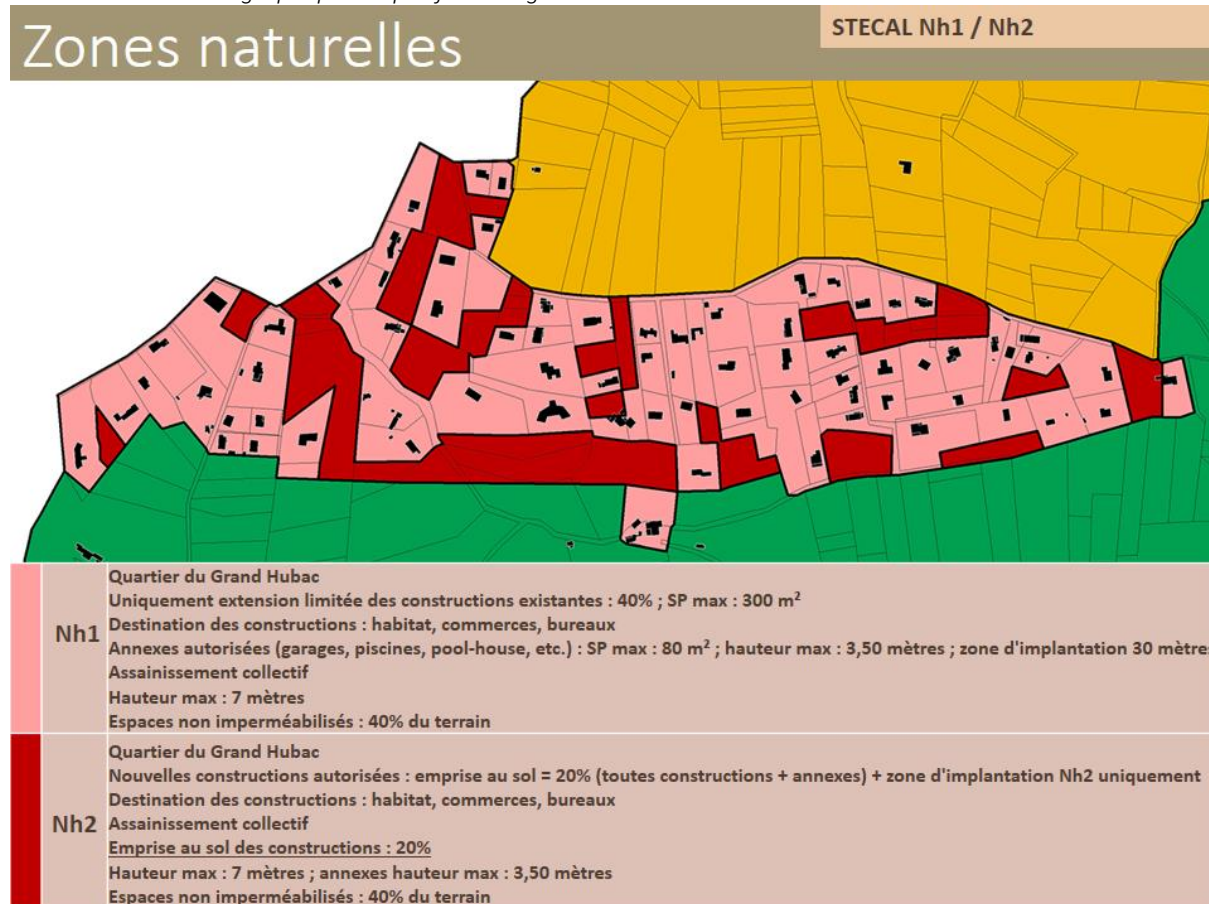 Zones naturelles
STECAL Nh1 / Nh2
Nh1
Quartier du Grand Hubac
Uniquement extension limitée des constructions existantes : 40% ; SP max : 300 m²
Destination des constructions : habitat, commerces, bureaux
Annexes autorisées (garages, piscines, pool-house, etc.) : SP max : 80 m² ; hauteur max : 3,50 mètres ; zone d'implantation 30 mètres
Assainissement collectif
Hauteur max : 7 mètres
Espaces non imperméabilisés : 40% du terrain
Nh2
Quartier du Grand Hubac
Nouvelles constructions autorisées : emprise au sol = 20% (toutes constructions + annexes) + zone d'implantation Nh2 uniquement
Destination des constructions : habitat, commerces, bureaux
Assainissement collectif
Emprise au sol des constructions : 20%
Hauteur max : 7 mètres ; annexes hauteur max : 3,50 mètres
Espaces non imperméabilisés : 40% du terrain